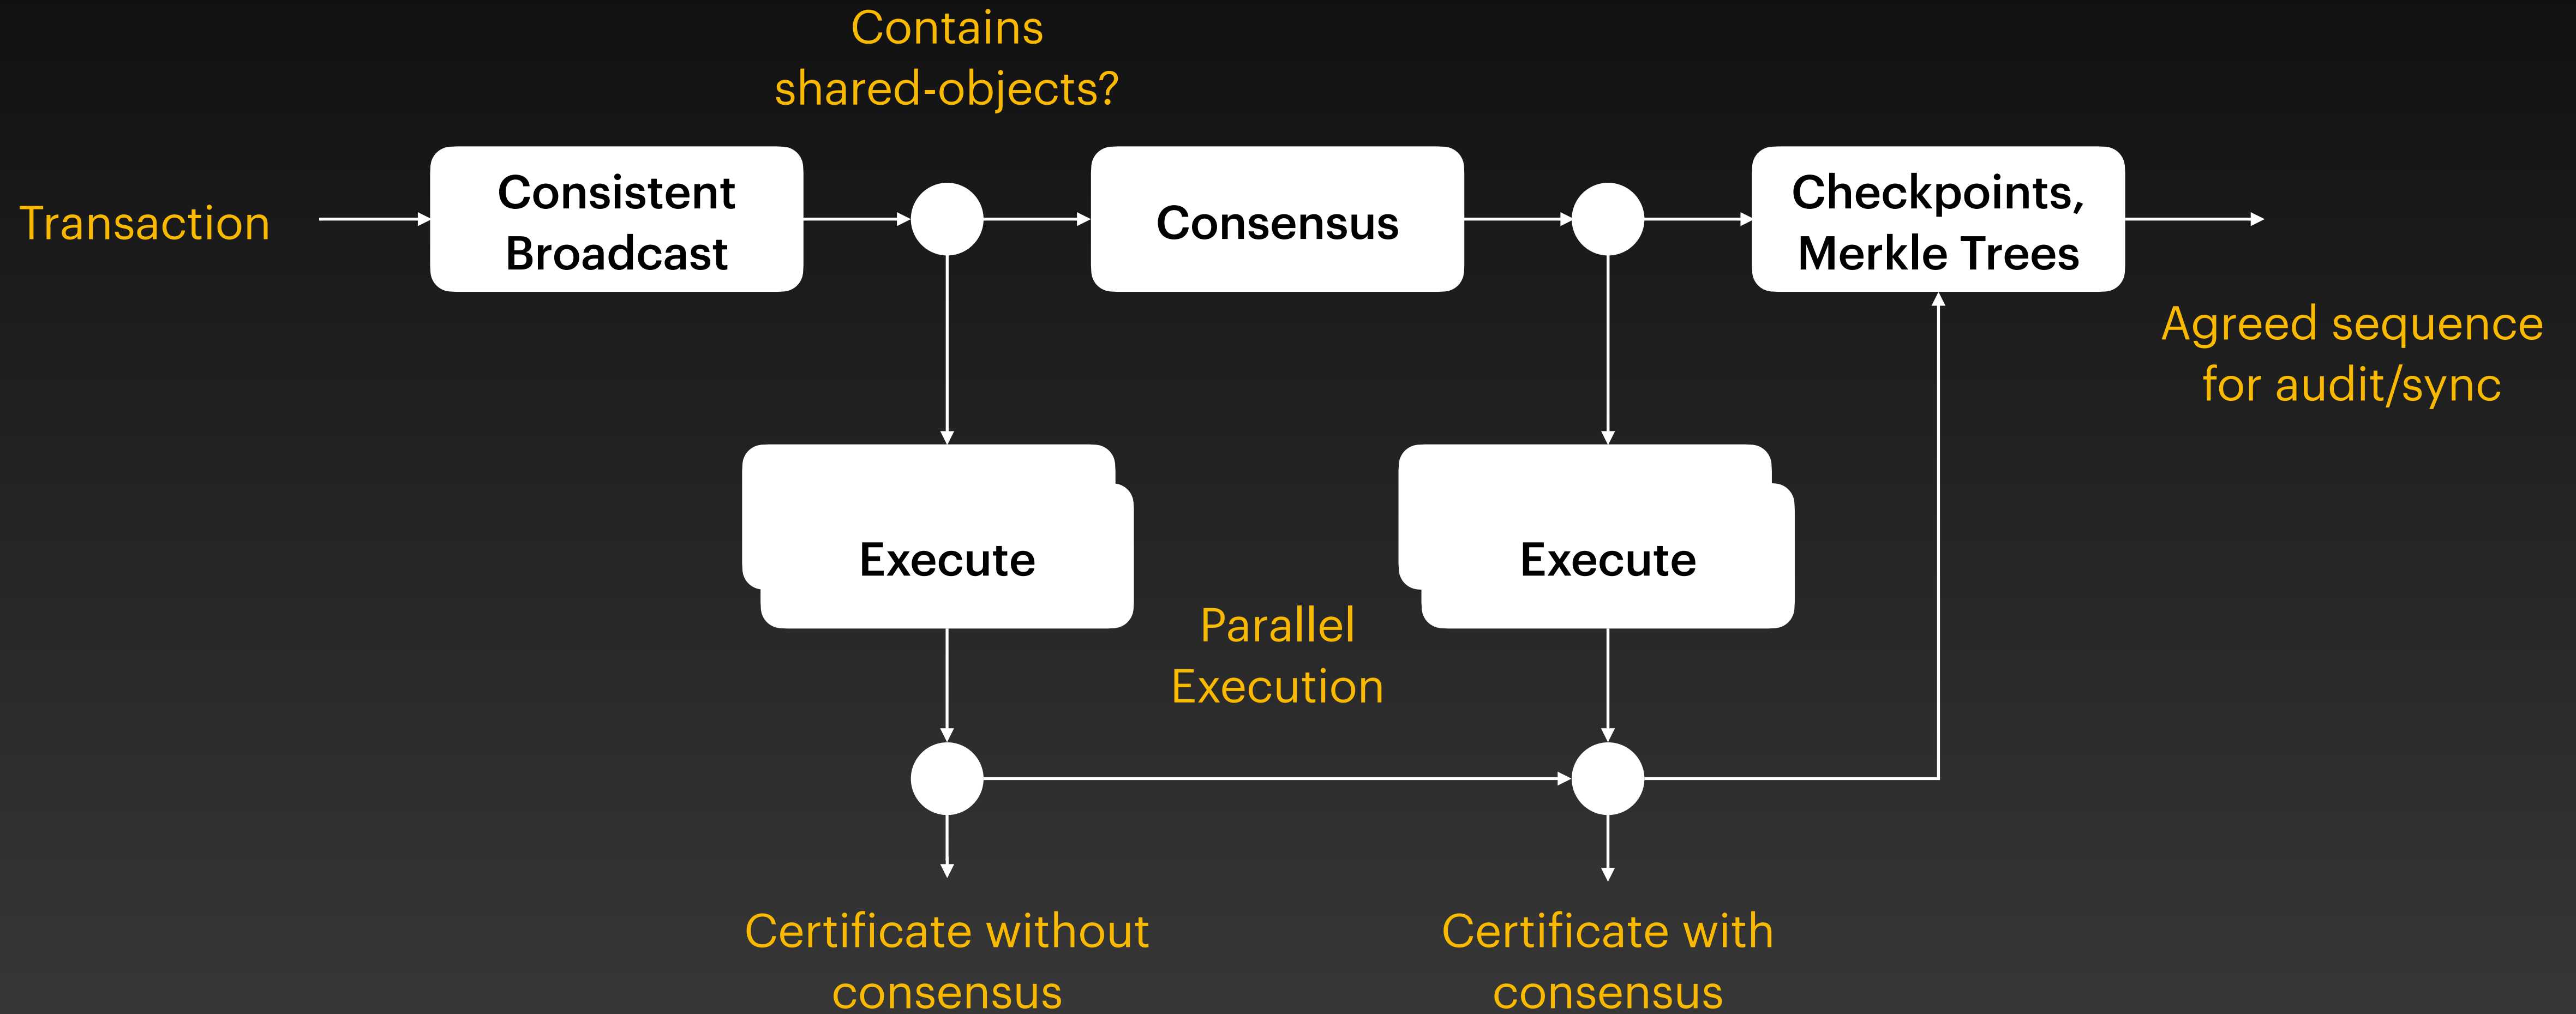 Contains
shared-objects?
Transaction
Consistent
Broadcast
Consensus
Checkpoints,
Merkle Trees
Agreed sequence
for audit/sync
Execute
Execute
Parallel
Execution
Certificate without
consensus
Certificate with
consensus